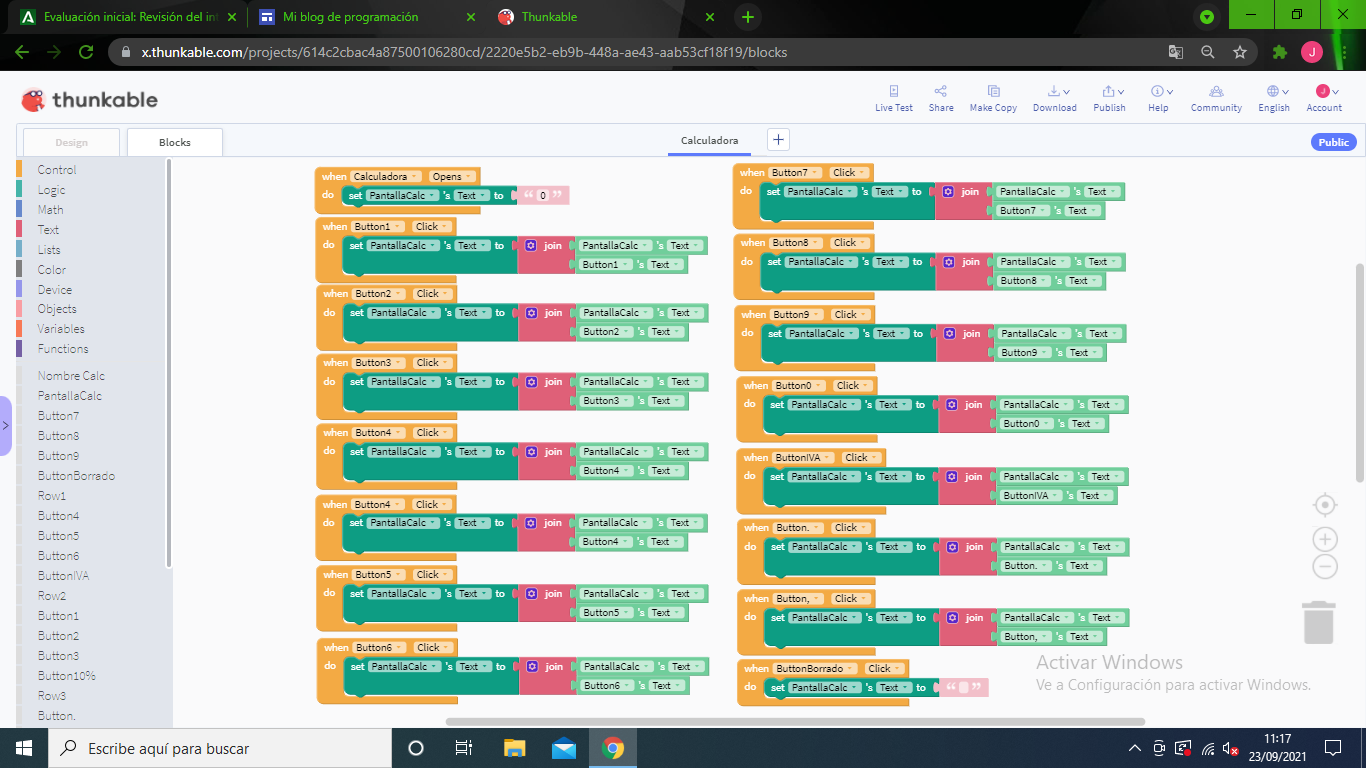 Evaluación inicial: Revisión del int
Mi blog de programación
Thunkable
x.thunkable.com/projects/614c2cbac4a87500106280cd/2220e5b2-eb9b-448a-ae43-aab53cf18f19/blocks
J
thunkable
Live Test
Share
Make Copy
Download
Publish
Help
Community
English
J
Account
Design
Blocks
Calculadora
Public
Control
Logic
Math
Text
Lists
Color
Device
Objects
Variables
Functions
Nombre Calc
PantallaCalc
Button7
Button8
Button9
ButtonBorrado
Row1
Button4
Button5
Button6
ButtonIVA
Row2
Button1
Button2
Button3
Button10%
Row3
Button.
when Calculadora Opens
do set PantallaCalc 's Text to “ 0 ”
when Button1 Click
do set PantallaCalc 's Text to join PantallaCalc 's Text
Button1 's Text
when Button2 Click
do set PantallaCalc 's Text to join PantallaCalc 's Text
Button2 's Text
when Button3 Click
do set PantallaCalc 's Text to join PantallaCalc 's Text
Button3 's Text
when Button4 Click
do set PantallaCalc 's Text to join PantallaCalc 's Text
Button4 's Text
when Button4 Click
do set PantallaCalc 's Text to join PantallaCalc 's Text
Button4 's Text
when Button5 Click
do set PantallaCalc 's Text to join PantallaCalc 's Text
Button5 's Text
when Button6 Click
do set PantallaCalc 's Text to join PantallaCalc 's Text
Button6 's Text
when Button7 Click
do set PantallaCalc 's Text to join PantallaCalc 's Text
Button7 's Text
when Button8 Click
do set PantallaCalc 's Text to join PantallaCalc 's Text
Button8 's Text
when Button9 Click
do set PantallaCalc 's Text to join PantallaCalc 's Text
Button9 's Text
when Button0 Click
do set PantallaCalc 's Text to join PantallaCalc 's Text
Button0 's Text
when ButtonIVA Click
do set PantallaCalc 's Text to join PantallaCalc 's Text
ButtonIVA 's Text
when Button. Click
do set PantallaCalc 's Text to join PantallaCalc 's Text
Button. 's Text
when Button, Click
do set PantallaCalc 's Text to join PantallaCalc 's Text
Button, 's Text
when ButtonBorrado Click
do set PantallaCalc 's Text to “ ”
Activar Windows
Ve a Configuración para activar Windows.
Escribe aquí para buscar
11:17
23/09/2021